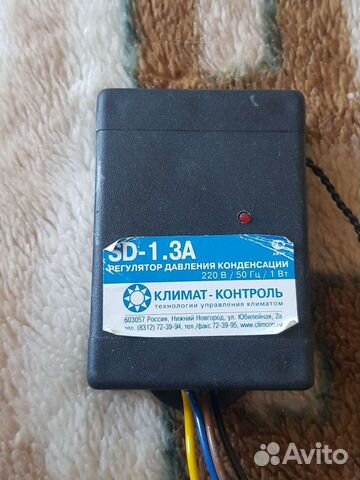 SD-1.3A
РЕГУЛЯТОР ДАВЛЕНИЯ КОНДЕНСАЦИИ
220 В / 50 Гц / 1 Вт
КЛИМАТ-КОНТРОЛЬ
технологии управления климатом
603057 Россия, Нижний Новгород, ул. Юбилейная, 2а
тел. (8312) 72-39-94, тел./факс 72-39-95, www.climcon.ru
Avito